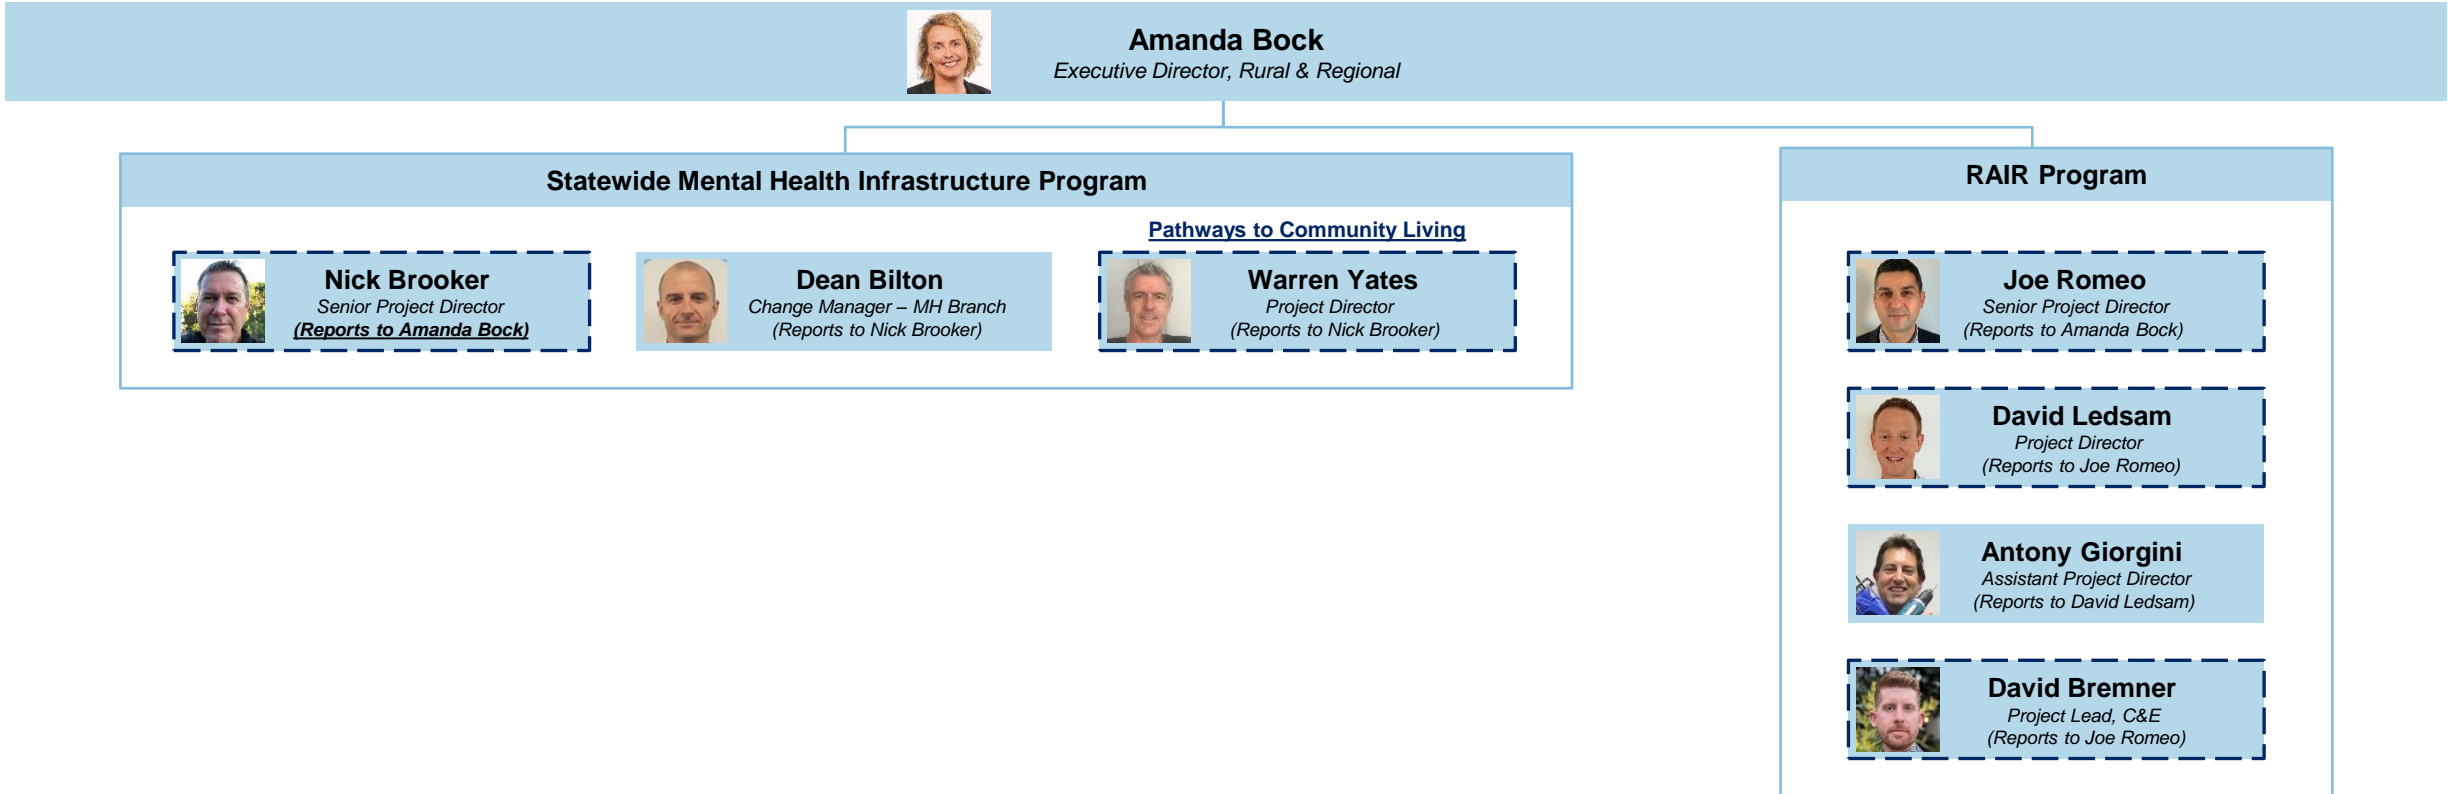 Amanda Bock
Executive Director, Rural & Regional
Statewide Mental Health Infrastructure Program
Nick Brooker
Senior Project Director
(Reports to Amanda Bock)
Dean Bilton
Change Manager – MH Branch
(Reports to Nick Brooker)
Pathways to Community Living
Warren Yates
Project Director
(Reports to Nick Brooker)
RAIR Program
Joe Romeo
Senior Project Director
(Reports to Amanda Bock)
David Ledsam
Project Director
(Reports to Joe Romeo)
Antony Giorgini
Assistant Project Director
(Reports to David Ledsam)
David Bremner
Project Lead, C&E
(Reports to Joe Romeo)